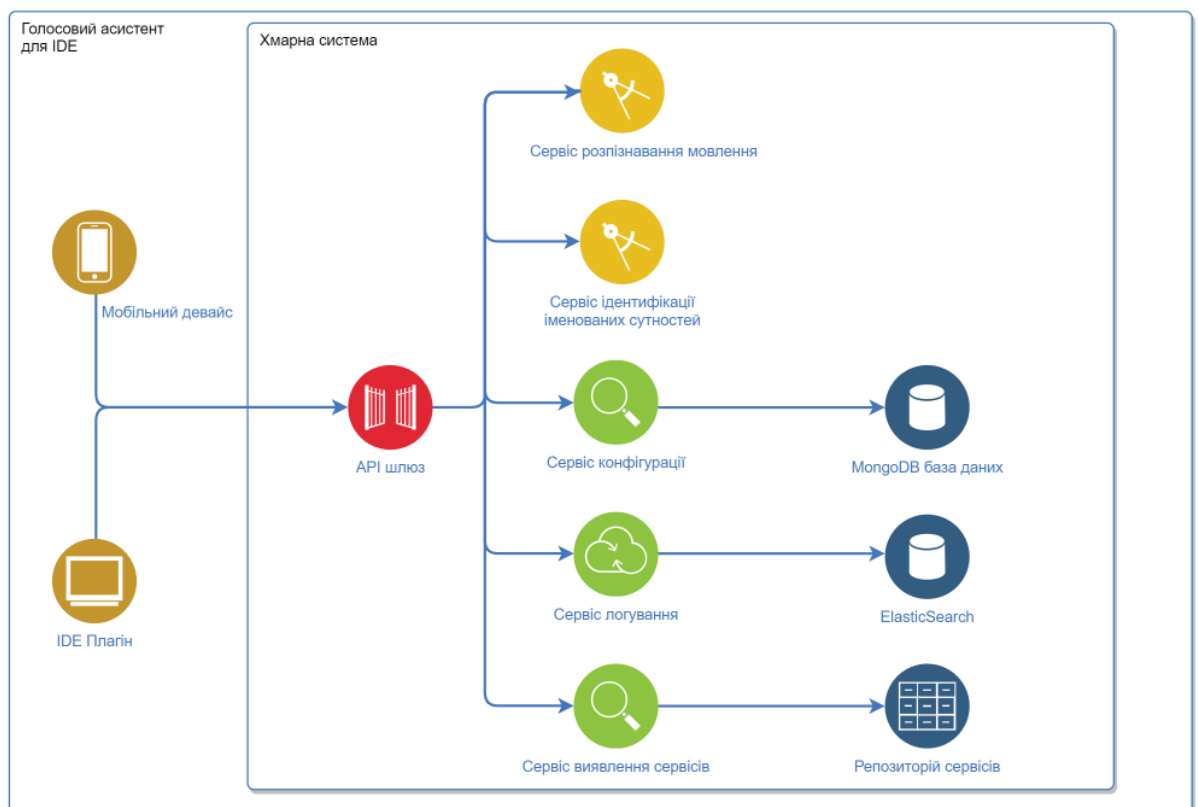 Голосовий асистент
для IDE
Хмарна система
Сервіс розпізнавання мовлення
Сервіс ідентифікації
іменованих сутностей
Мобільний девайс
API шлюз
Сервіс конфігурації
MongoDB база даних
Сервіс логування
ElasticSearch
IDE Плагін
Сервіс виявлення сервісів
Репозиторій сервісів